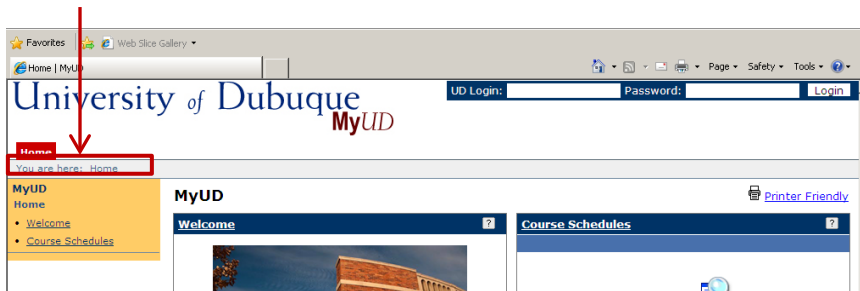 Favorites Web Slice Gallery
Home | MyUD Page Safety Tools
University of Dubuque
MyUD
UD Login: Password: Login
Home
You are here: Home
MyUD
Home
Welcome
Course Schedules
MyUD Printer Friendly
Welcome ? Course Schedules ?